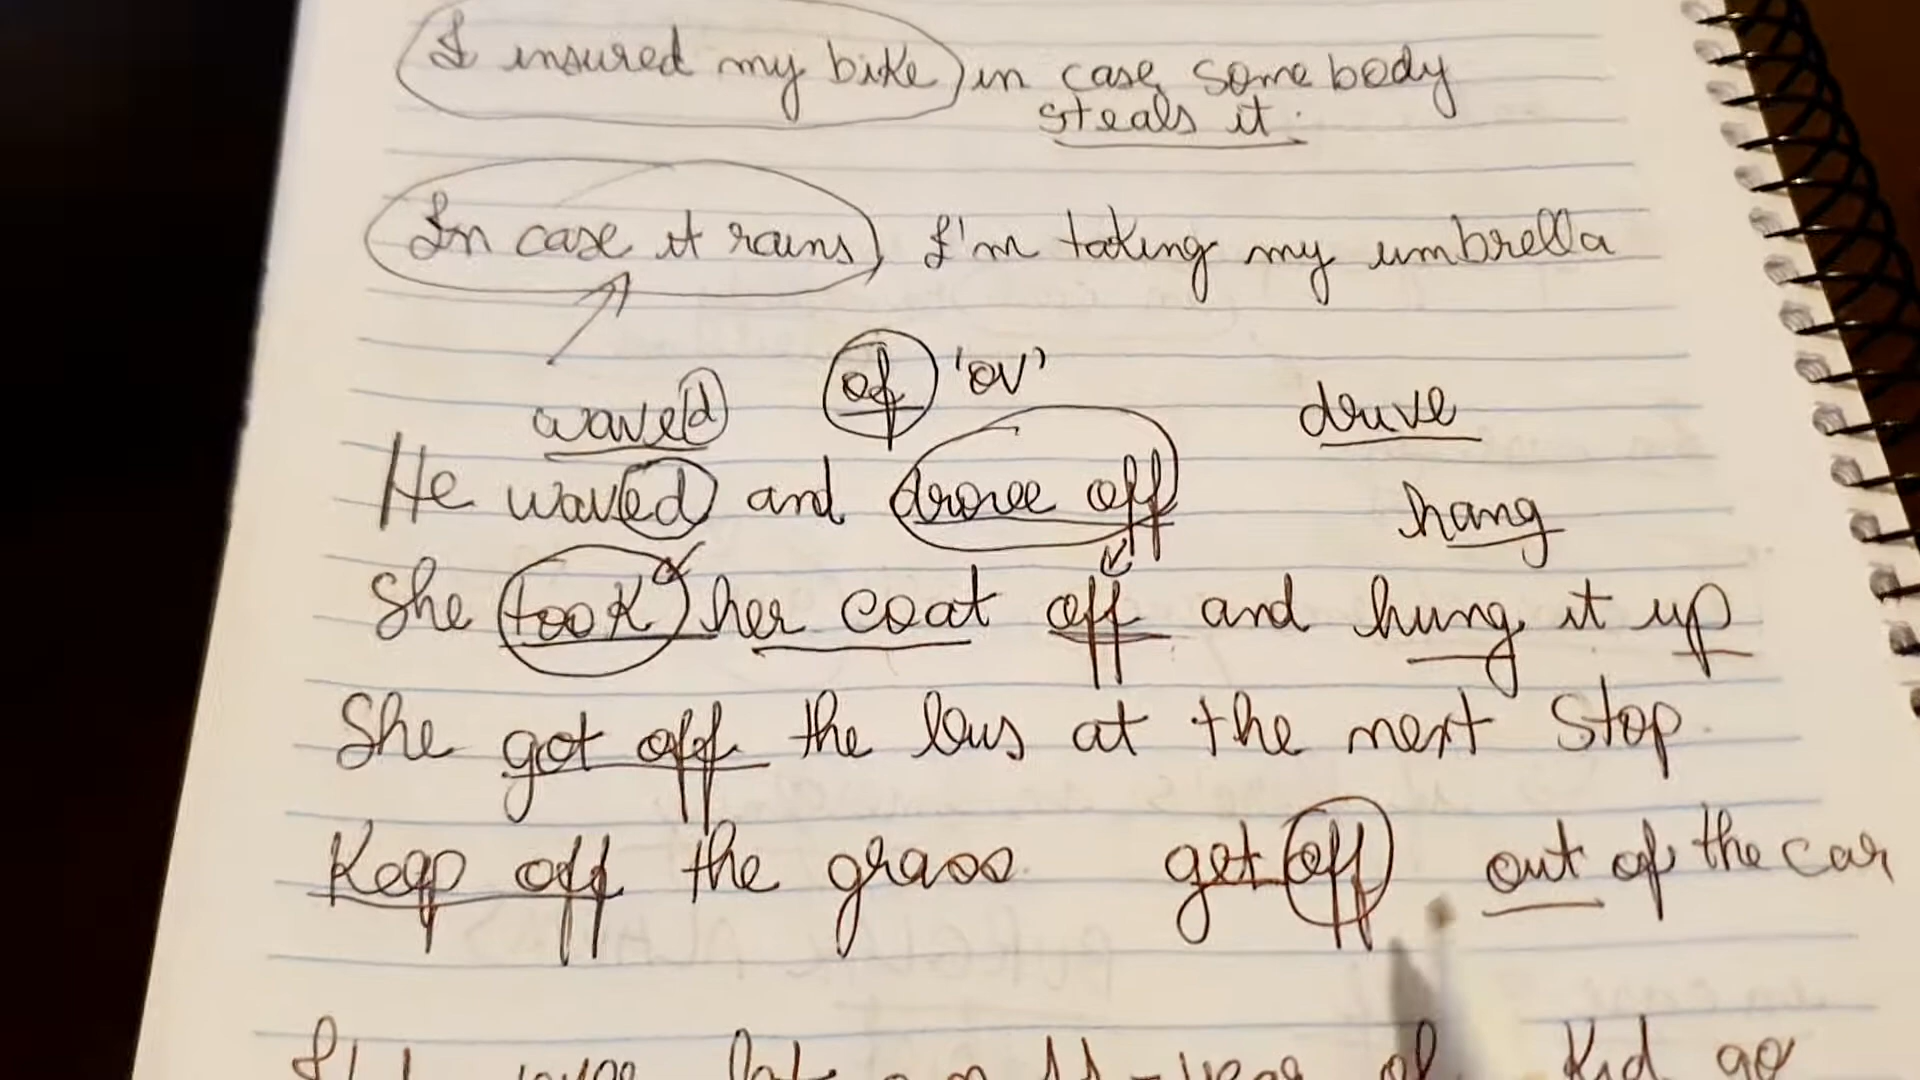 I insured my bike in case somebody
steals it.
In case it rains, I'm taking my umbrella
waved of 'ov' drive
He waved and drove off hang
She took her coat off and hung it up
She got off the bus at the next stop.
Keep off the grass get off out of the car
Kid go